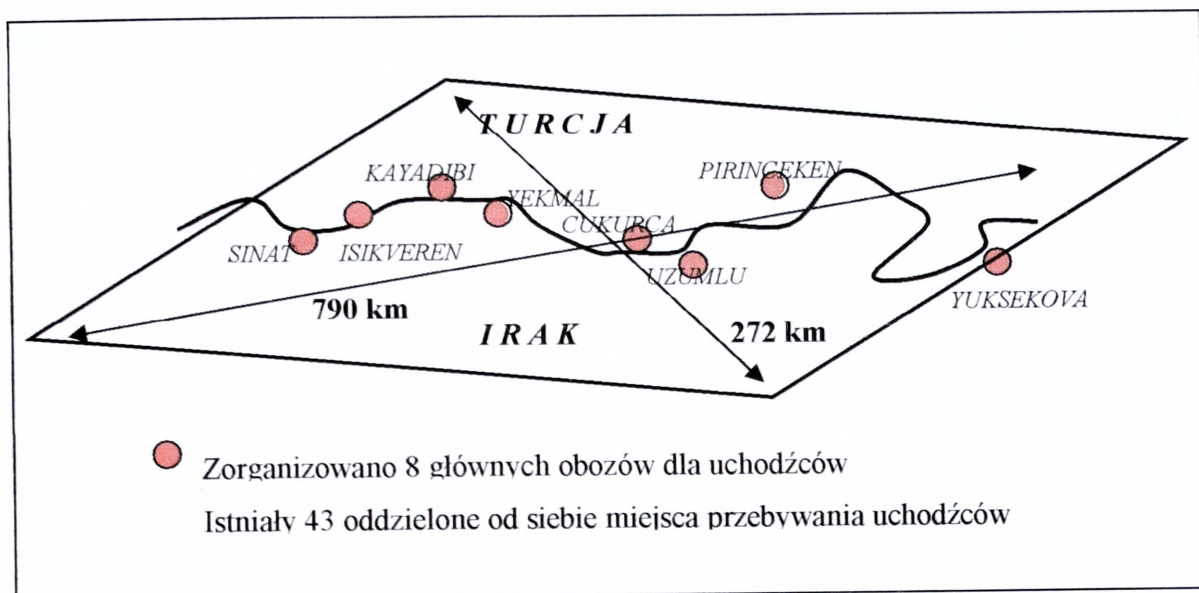 TURCJA
KAYADIBI
PIRINCEKEN
YEKMAL
CUKURCA
SINAT
ISIKVEREN
UZUMLU
YUKSEKOVA
790 km
IRAK
272 km
Zorganizowano 8 głównych obozów dla uchodźców
Istniały 43 oddzielone od siebie miejsca przebywania uchodźców